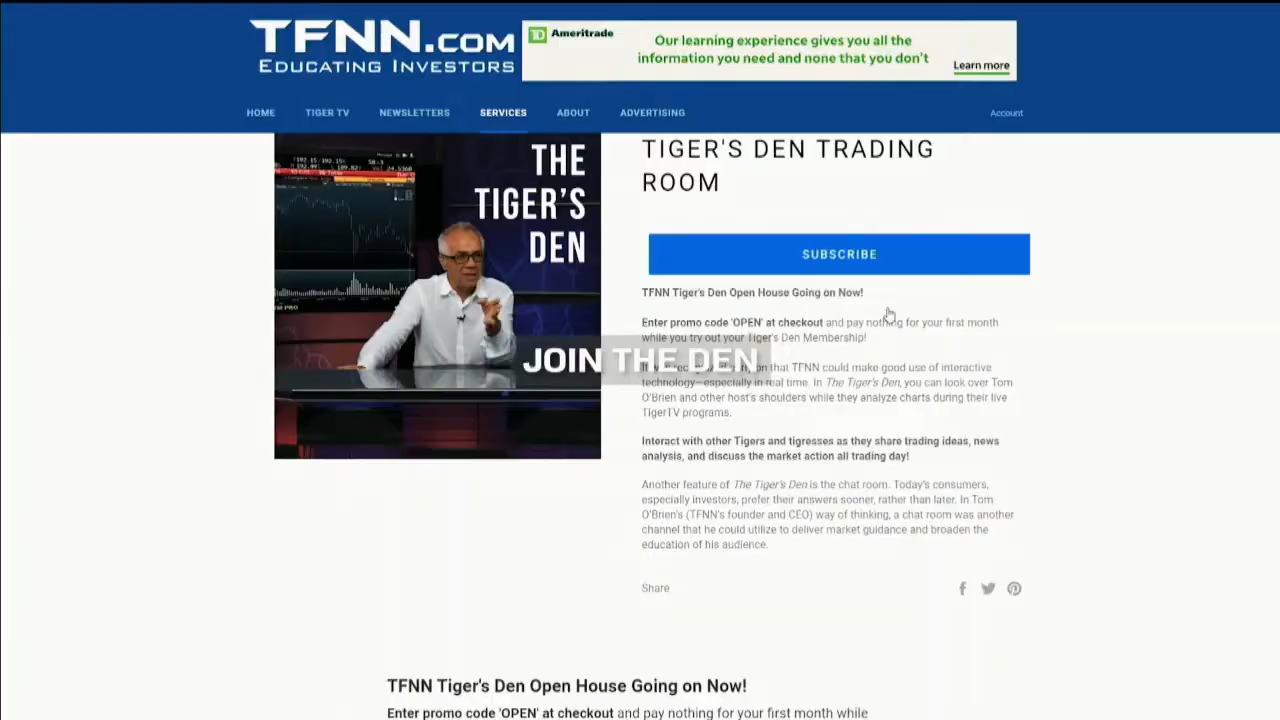 TFNN.COM
EDUCATING INVESTORS
TD Ameritrade
Our learning experience gives you all the
information you need and none that you don't
Learn more
HOME
TIGER TV
NEWSLETTERS
SERVICES
ABOUT
ADVERTISING
Account
THE
TIGER'S
DEN
TIGER'S DEN TRADING
ROOM
SUBSCRIBE
TFNN Tiger's Den Open House Going on Now!
Enter promo code 'OPEN' at checkout and pay nothing for your first month
while you try out your Tiger's Den Membership!
JOIN THE DEN
that TFNN could make good use of interactive
technology—especially in real time. In The Tiger's Den, you can look over Tom
O'Brien and other host's shoulders while they analyze charts during their live
TigerTV programs.
Interact with other Tigers and tigresses as they share trading ideas, news
analysis, and discuss the market action all trading day!
Another feature of The Tiger's Den is the chat room. Today's consumers,
especially investors, prefer their answers sooner, rather than later. In Tom
O'Brien's (TFNN's founder and CEO) way of thinking, a chat room was another
channel that he could utilize to deliver market guidance and broaden the
education of his audience.
Share
TFNN Tiger's Den Open House Going on Now!
Enter promo code 'OPEN' at checkout and pay nothing for your first month while